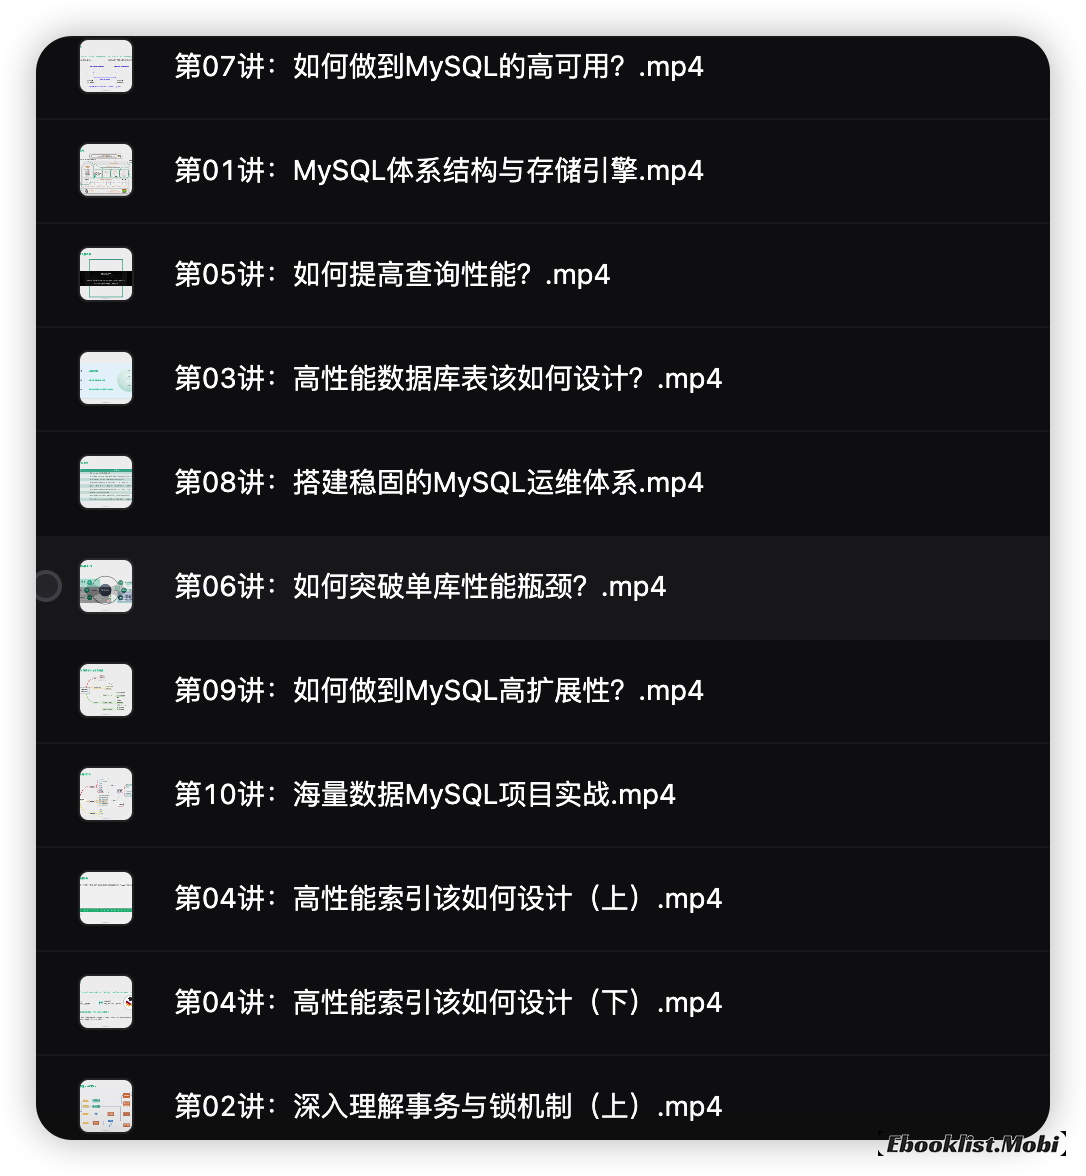 第07讲：如何做到MySQL的高可用？.mp4
第01讲：MySQL体系结构与存储引擎.mp4
第05讲：如何提高查询性能？.mp4
第03讲：高性能数据库表该如何设计？.mp4
第08讲：搭建稳固的MySQL运维体系.mp4
第06讲：如何突破单库性能瓶颈？.mp4
第09讲：如何做到MySQL高扩展性？.mp4
第10讲：海量数据MySQL项目实战.mp4
第04讲：高性能索引该如何设计（上）.mp4
第04讲：高性能索引该如何设计（下）.mp4
第02讲：深入理解事务与锁机制（上）.mp4
Ebooklist.Mobi